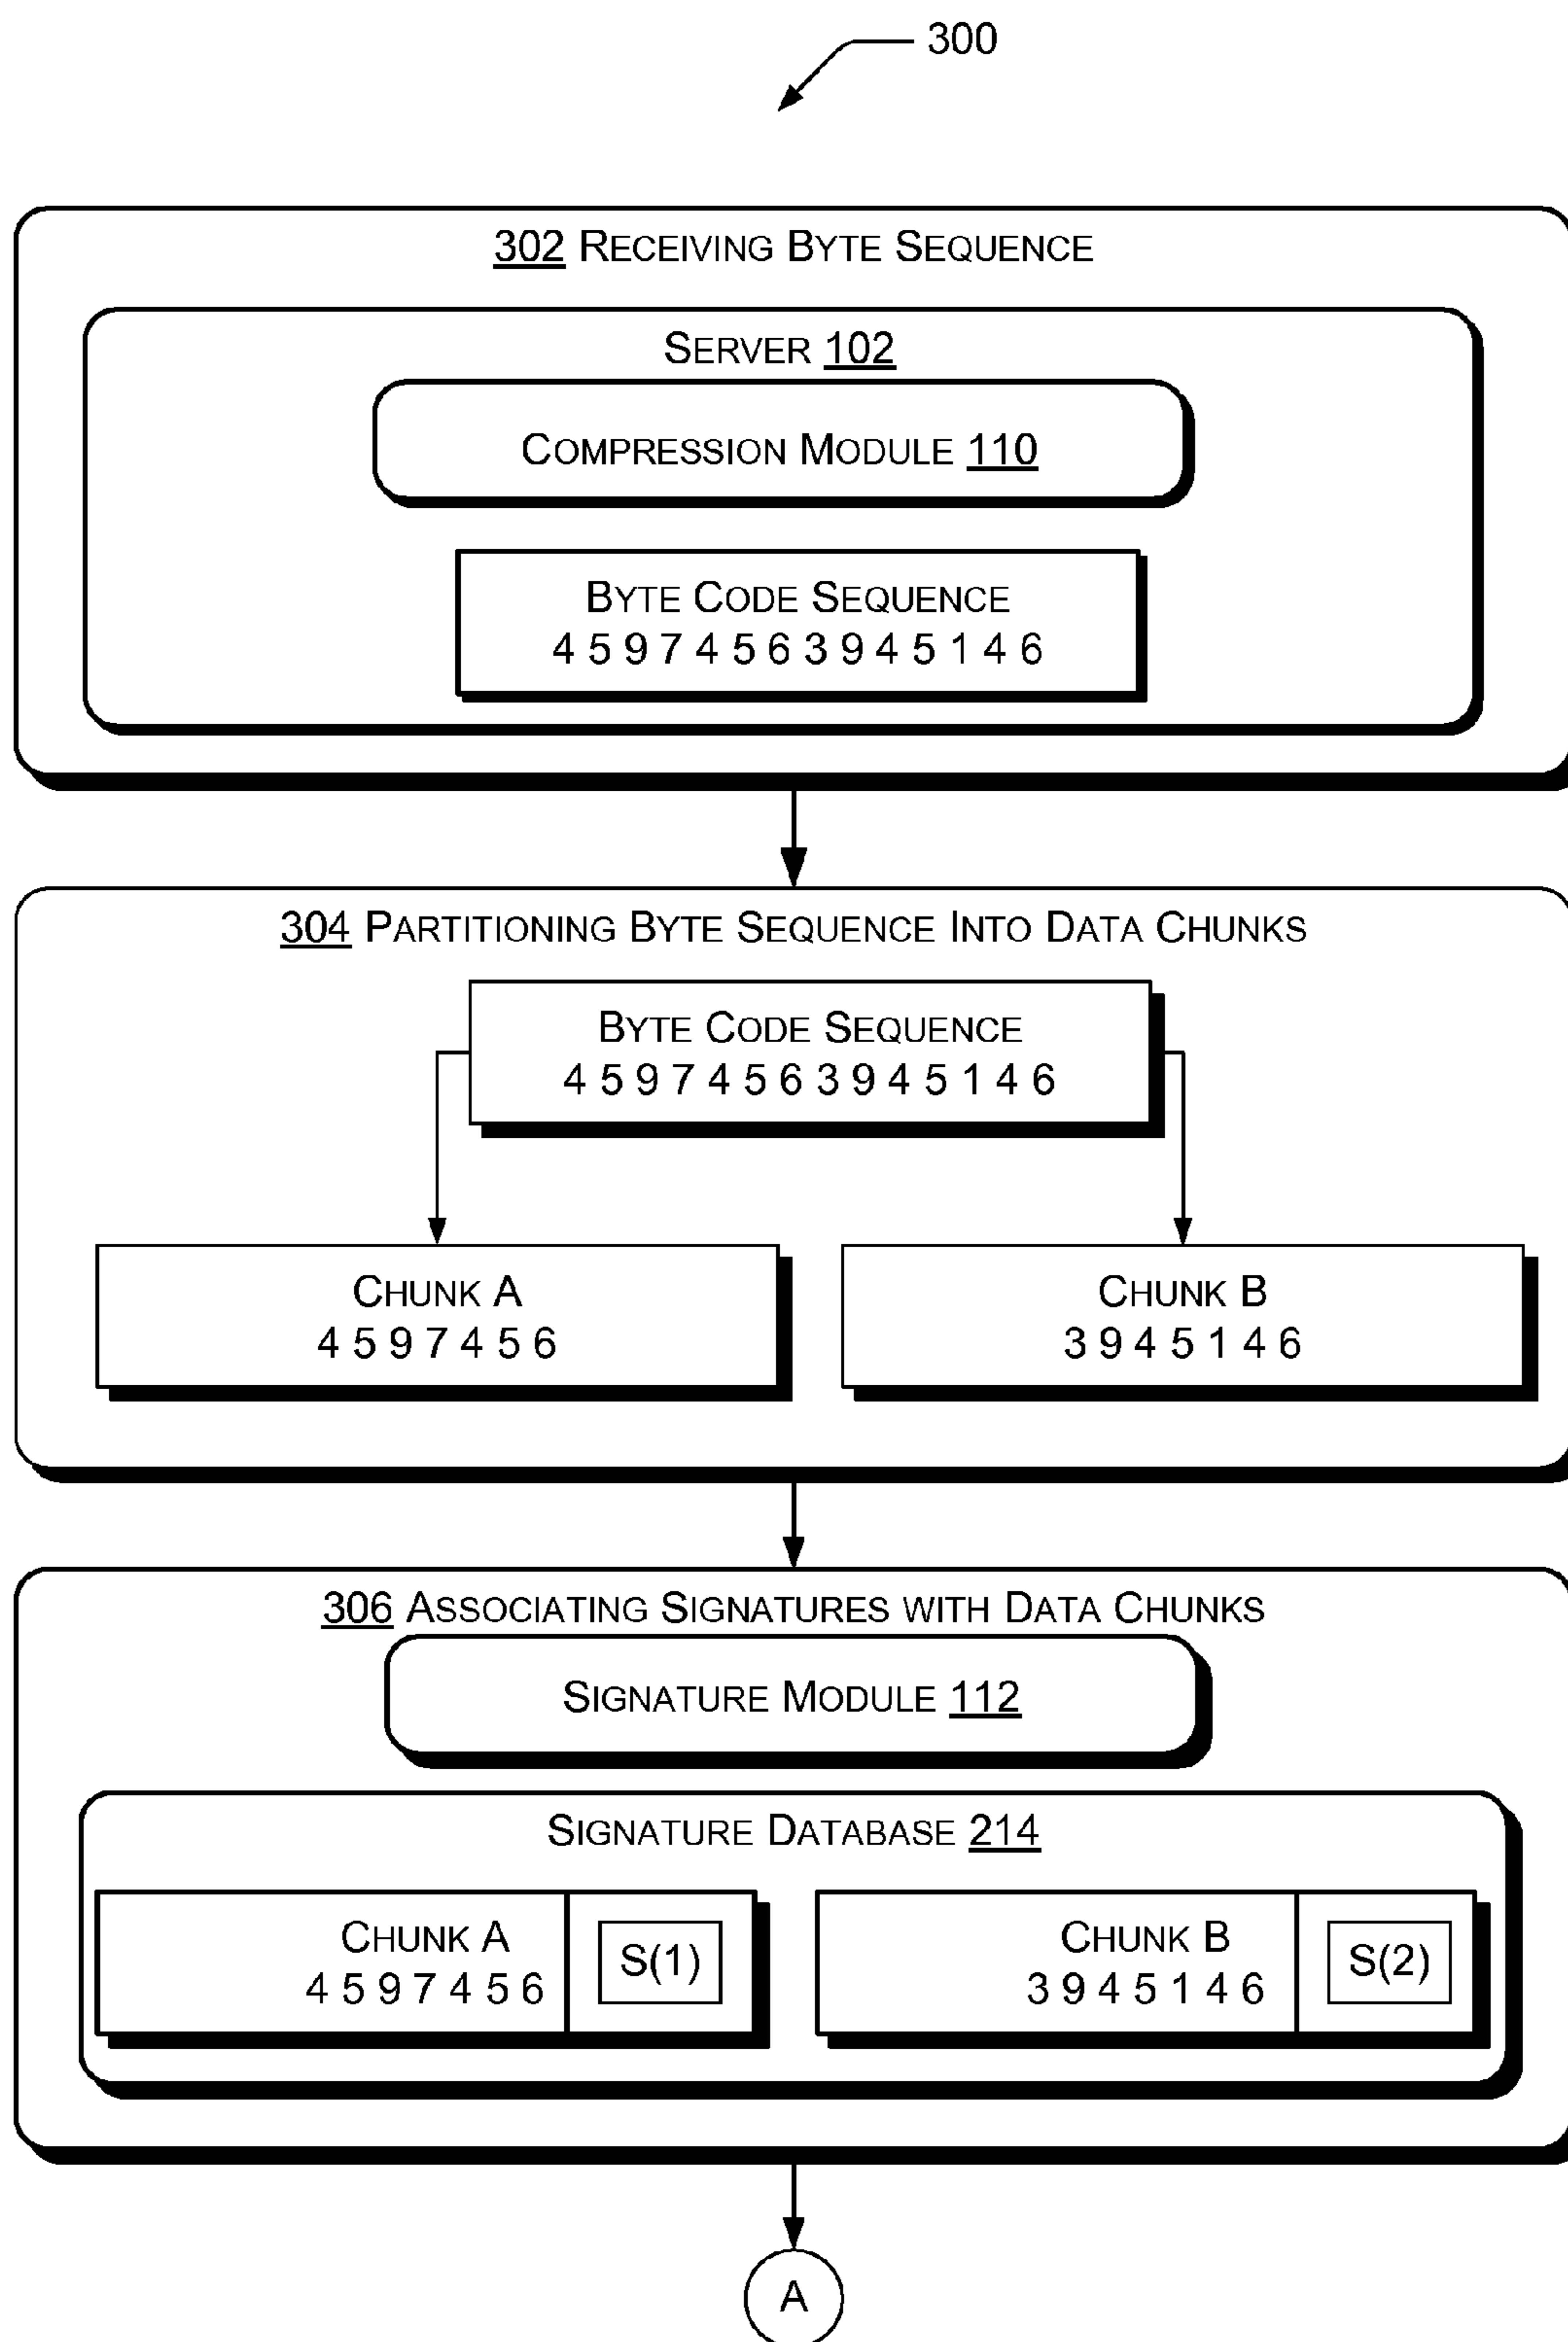 300
302 RECEIVING BYTE SEQUENCE
SERVER 102
COMPRESSION MODULE 110
BYTE CODE SEQUENCE
4 5 9 7 4 5 6 3 9 4 5 1 4 6
304 PARTITIONING BYTE SEQUENCE INTO DATA CHUNKS
BYTE CODE SEQUENCE
4 5 9 7 4 5 6 3 9 4 5 1 4 6
CHUNK A
4 5 9 7 4 5 6
CHUNK B
3 9 4 5 1 4 6
306 ASSOCIATING SIGNATURES WITH DATA CHUNKS
SIGNATURE MODULE 112
SIGNATURE DATABASE 214
CHUNK A
4 5 9 7 4 5 6
S(1)
CHUNK B
3 9 4 5 1 4 6
S(2)
A